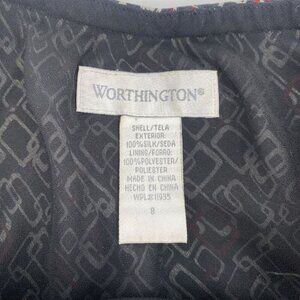 WORTHINGTON®
SHELL/TELA
EXTERIOR:
100%SILK/SEDA
LINING/FORRO:
100%POLYESTER/
POLIESTER
MADE IN CHINA
HECHO EN CHINA
WPL#11935
8